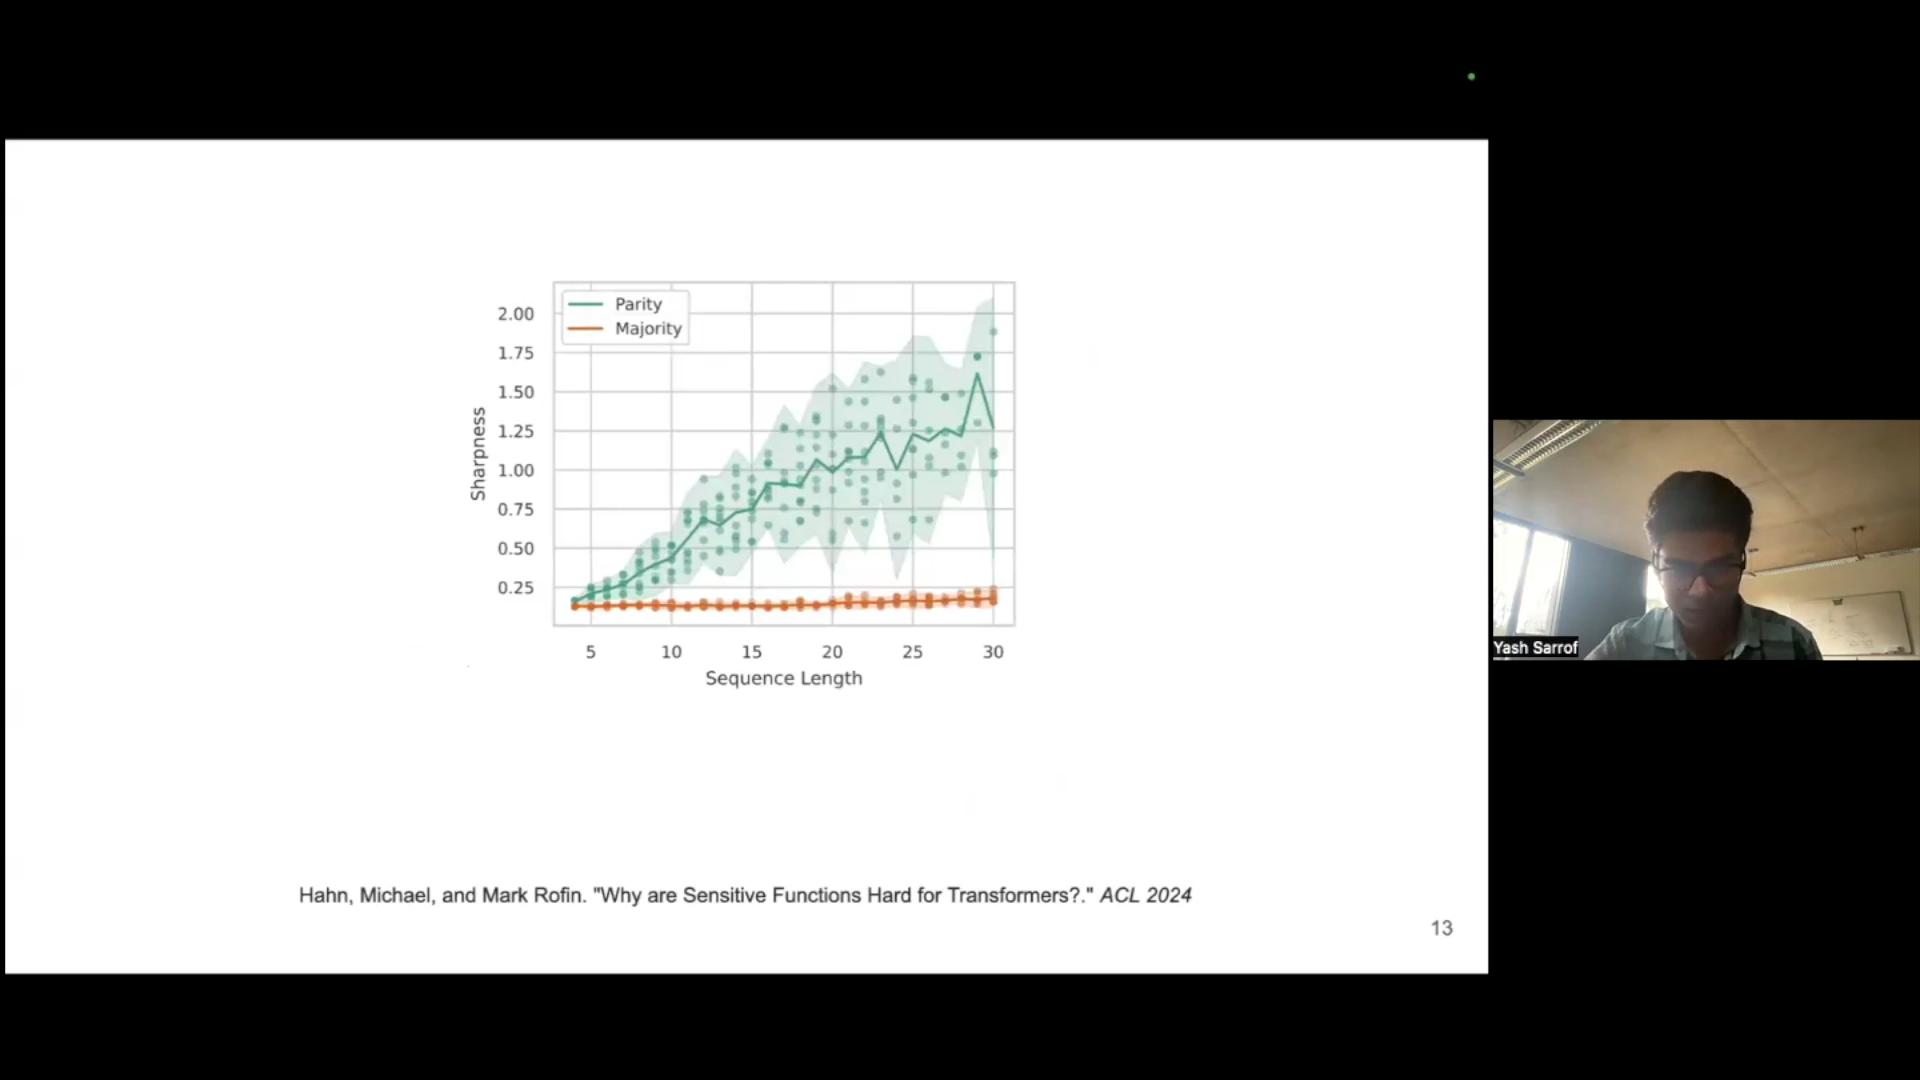 Parity
Majority
2.00
1.75
1.50
1.25
1.00
0.75
0.50
0.25
Sharpness
5 10 15 20 25 30
Sequence Length
Yash Sarrof
Hahn, Michael, and Mark Rofin. "Why are Sensitive Functions Hard for Transformers?." ACL 2024
13